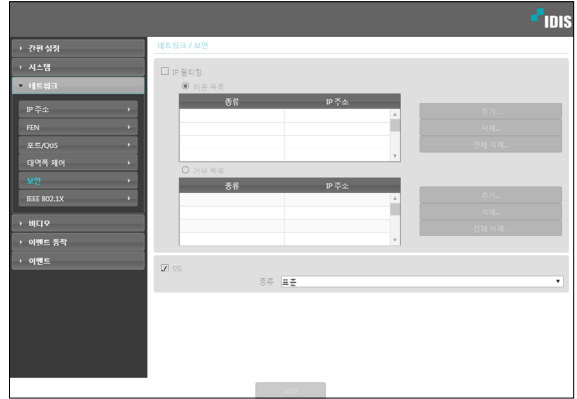 IDIS
간편 설정
시스템
네트워크
IP 주소
FEN
포트/QoS
대역폭 제어
보안
IEEE 802.1X
비디오
이벤트 동작
이벤트
네트워크 / 보안
IP 필터링
허용 목록
종류 IP 주소
추가...
삭제...
전체 삭제...
거부 목록
종류 IP 주소
추가...
삭제...
전체 삭제...
SSL
종류 표준
저장